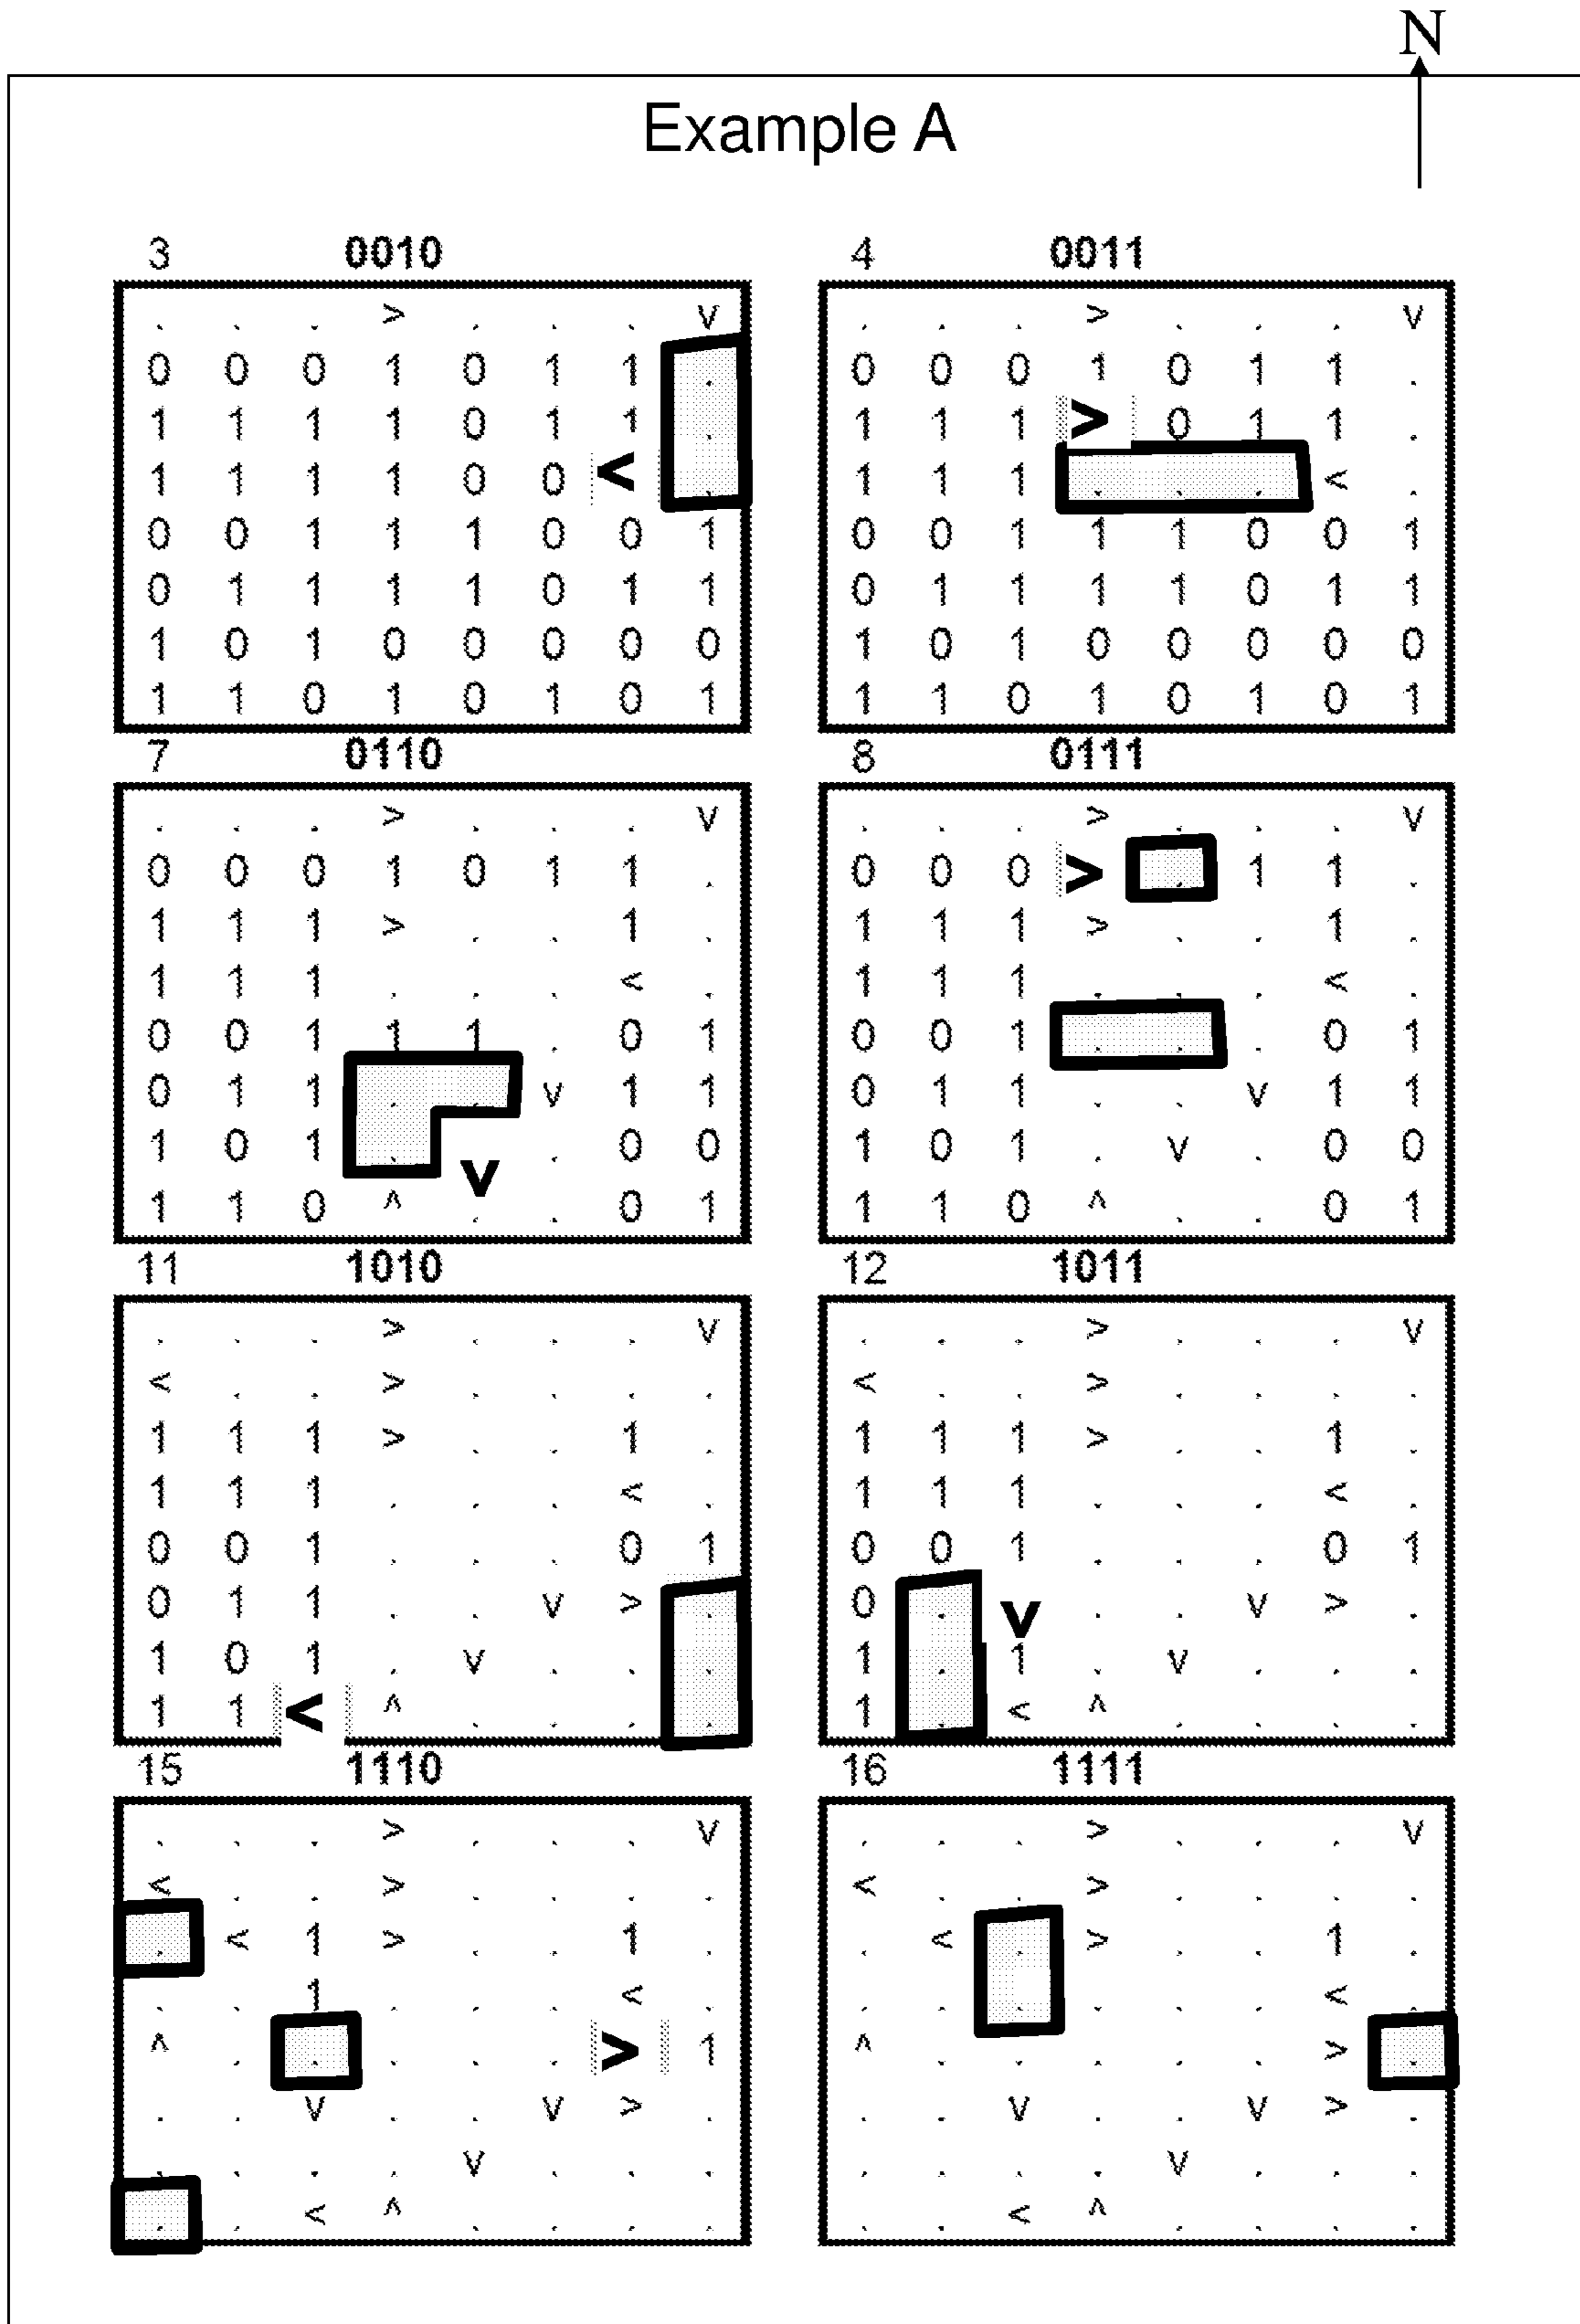 N
Example A
3 0010 4 0011
. . . > . . . v . . . > . . . v
0 0 0 1 0 1 1 . 0 0 0 1 0 1 1 .
1 1 1 1 0 1 1 . 1 1 1 > 0 1 1 .
1 1 1 1 0 0 < . 1 1 1 . . . < .
0 0 1 1 1 0 0 1 0 0 1 1 1 0 0 1
0 1 1 1 1 0 1 1 0 1 1 1 1 0 1 1
1 0 1 0 0 0 0 0 1 0 1 0 0 0 0 0
1 1 0 1 0 1 0 1 1 1 0 1 0 1 0 1
7 0110 8 0111
. . . > . . . v . . . > . . . v
0 0 0 1 0 1 1 . 0 0 0 > . 1 1 .
1 1 1 > . . 1 . 1 1 1 > . . 1 .
1 1 1 . . . < . 1 1 1 . . . < .
0 0 1 1 1 . 0 1 0 0 1 . . . 0 1
0 1 1 . . v 1 1 0 1 1 . . v 1 1
1 0 1 . v . 0 0 1 0 1 . v . 0 0
1 1 0 ^ . . 0 1 1 1 0 ^ . . 0 1
11 1010 12 1011
. . . > . . . v . . . > . . . v
< . . > . . . . < . . > . . . .
1 1 1 > . . 1 . 1 1 1 > . . 1 .
1 1 1 . . . < . 1 1 1 . . . < .
0 0 1 . . . 0 1 0 0 1 . . . 0 1
0 1 1 . . v > . 0 . v . . v > .
1 0 1 . v . . . 1 . 1 . v . . .
1 1 < ^ . . . . 1 . < ^ . . . .
15 1110 16 1111
. . . > . . . v . . . > . . . v
< . . > . . . . < . . > . . . .
. < 1 > . . 1 . . < . > . . 1 .
. . 1 . . . < . . . . . . . < .
^ . . . . . > 1 ^ . . . . . > .
. . v . . v > . . . v . . v > .
. . . . v . . . . . . . v . . .
. . < ^ . . . . . . < ^ . . . .